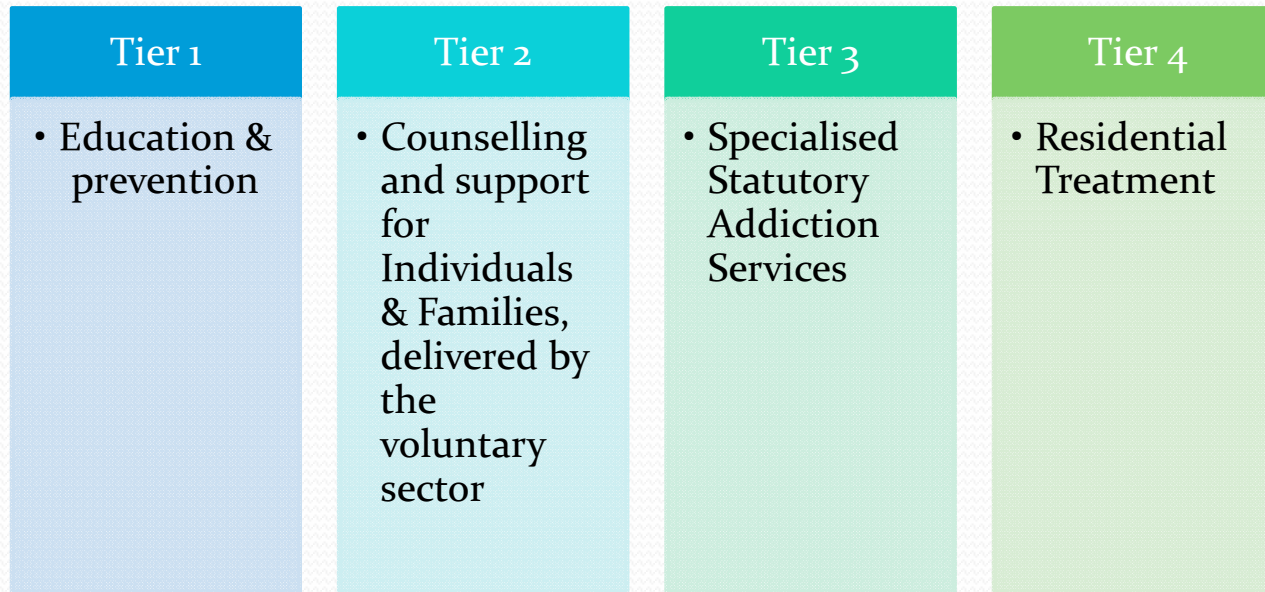 Tier 1
• Education &
prevention
Tier 2
• Counselling
and support
for
Individuals
& Families,
delivered by
the
voluntary
sector
Tier 3
• Specialised
Statutory
Addiction
Services
Tier 4
• Residential
Treatment